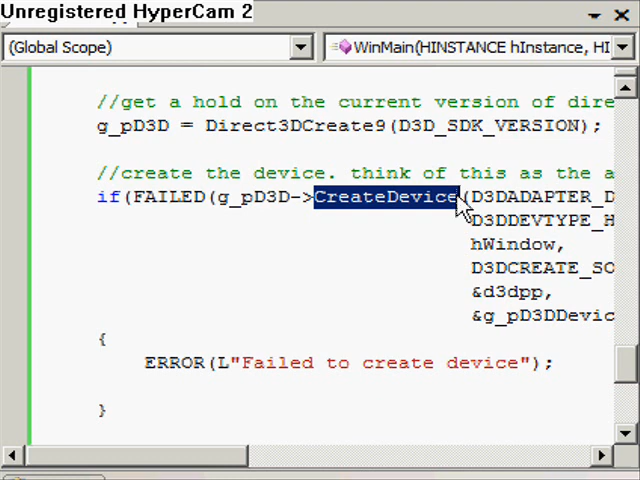 Unregistered HyperCam 2
(Global Scope)
WinMain(HINSTANCE hInstance, HI
//get a hold on the current version of dire
g_pD3D = Direct3DCreate9(D3D_SDK_VERSION);
//create the device. think of this as the a
if(FAILED(g_pD3D->CreateDevice(D3DADAPTER_D
D3DDEVTYPE_H
hWindow,
D3DCREATE_SO
&d3dpp,
&g_pD3DDevic
{
ERROR(L"Failed to create device");
}